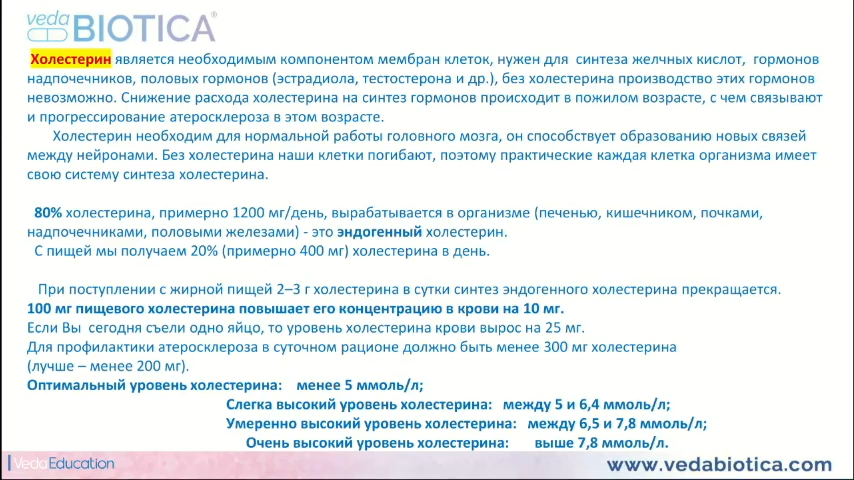 veda
BIOTICA®
Холестерин является необходимым компонентом мембран клеток, нужен для синтеза желчных кислот, гормонов
надпочечников, половых гормонов (эстрадиола, тестостерона и др.), без холестерина производство этих гормонов
невозможно. Снижение расхода холестерина на синтез гормонов происходит в пожилом возрасте, с чем связывают
и прогрессирование атеросклероза в этом возрасте.
Холестерин необходим для нормальной работы головного мозга, он способствует образованию новых связей
между нейронами. Без холестерина наши клетки погибают, поэтому практические каждая клетка организма имеет
свою систему синтеза холестерина.
80% холестерина, примерно 1200 мг/день, вырабатывается в организме (печенью, кишечником, почками,
надпочечниками, половыми железами) - это эндогенный холестерин.
С пищей мы получаем 20% (примерно 400 мг) холестерина в день.
При поступлении с жирной пищей 2–3 г холестерина в сутки синтез эндогенного холестерина прекращается.
100 мг пищевого холестерина повышает его концентрацию в крови на 10 мг.
Если Вы сегодня съели одно яйцо, то уровень холестерина крови вырос на 25 мг.
Для профилактики атеросклероза в суточном рационе должно быть менее 300 мг холестерина
(лучше – менее 200 мг).
Оптимальный уровень холестерина: менее 5 ммоль/л;
Слегка высокий уровень холестерина: между 5 и 6,4 ммоль/л;
Умеренно высокий уровень холестерина: между 6,5 и 7,8 ммоль/л;
Очень высокий уровень холестерина: выше 7,8 ммоль/л.
VedaEducation
www.vedabiotica.com